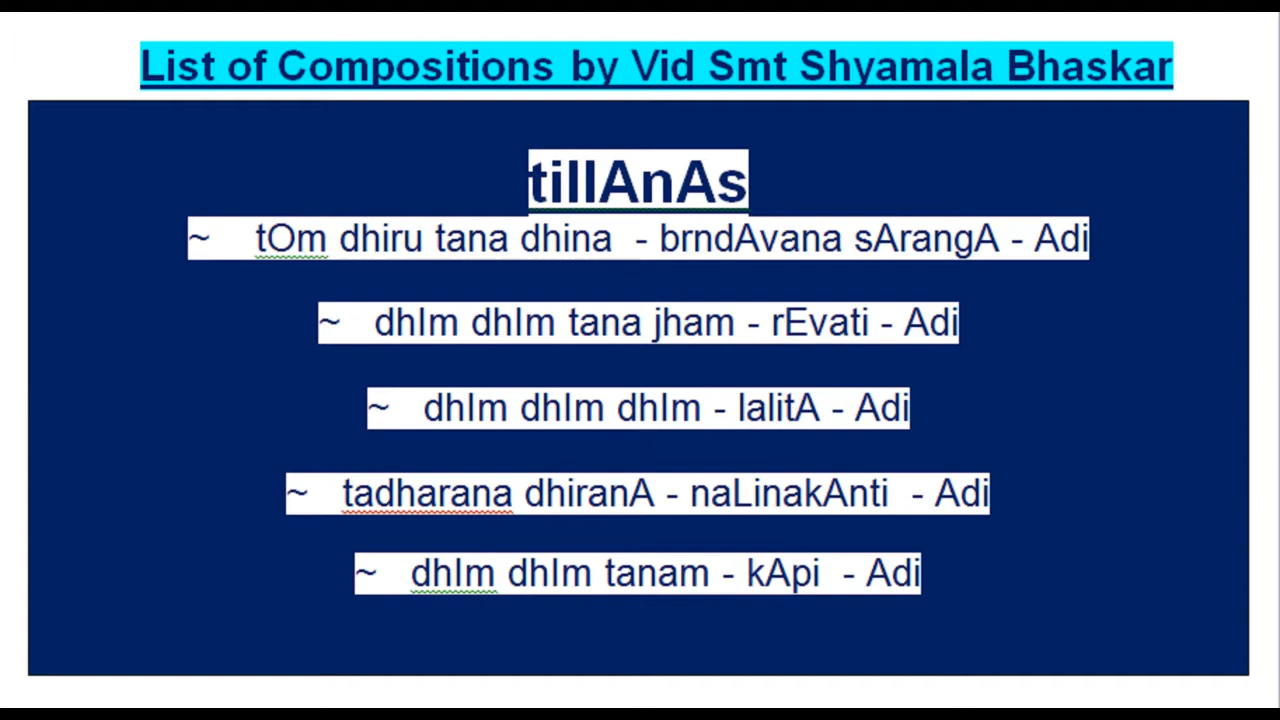 List of Compositions by Vid Smt Shyamala Bhaskar
tillAnAs
~ tOm dhiru tana dhina - brndAvana sArangA - Adi
~ dhIm dhIm tana jham - rEvati - Adi
~ dhIm dhIm dhIm - lalitA - Adi
~ tadharana dhiranA - naLinakAnti - Adi
~ dhIm dhIm tanam - kApi - Adi